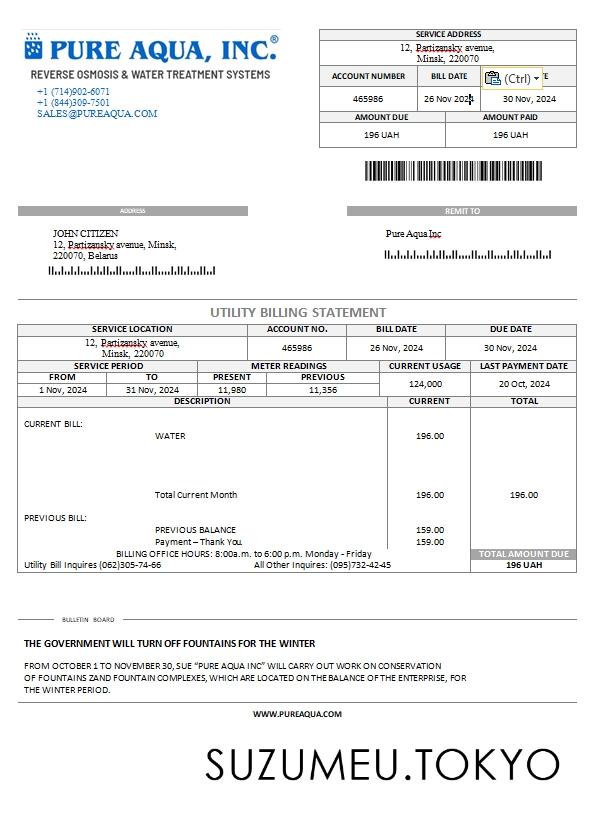 PURE AQUA, INC.®
REVERSE OSMOSIS & WATER TREATMENT SYSTEMS
+1 (714)902-6071
+1 (844)309-7501
SALES@PUREAQUA.COM
SERVICE ADDRESS
12, Partizansky avenue,
Minsk, 220070
ACCOUNT NUMBER BILL DATE TE
(Ctrl)
465986 26 Nov 2024 30 Nov, 2024
AMOUNT DUE AMOUNT PAID
196 UAH 196 UAH
ADDRESS REMIT TO
JOHN CITIZEN Pure Aqua Inc
12, Partizansky avenue, Minsk,
220070, Belarus
UTILITY BILLING STATEMENT
SERVICE LOCATION ACCOUNT NO. BILL DATE DUE DATE
12, Partizansky avenue,
Minsk, 220070
465986 26 Nov, 2024 30 Nov, 2024
SERVICE PERIOD METER READINGS CURRENT USAGE LAST PAYMENT DATE
FROM TO PRESENT PREVIOUS
124,000 20 Oct, 2024
1 Nov, 2024 31 Nov, 2024 11,980 11,356
DESCRIPTION CURRENT TOTAL
CURRENT BILL:
WATER 196.00
Total Current Month 196.00 196.00
PREVIOUS BILL:
PREVIOUS BALANCE 159.00
Payment – Thank You 159.00
BILLING OFFICE HOURS: 8:00a.m. to 6:00 p.m. Monday - Friday TOTAL AMOUNT DUE
Utility Bill Inquires (062)305-74-66 All Other Inquires: (095)732-42-45 196 UAH
BULLETIN BOARD
THE GOVERNMENT WILL TURN OFF FOUNTAINS FOR THE WINTER
FROM OCTOBER 1 TO NOVEMBER 30, SUE “PURE AQUA INC” WILL CARRY OUT WORK ON CONSERVATION
OF FOUNTAINS ZAND FOUNTAIN COMPLEXES, WHICH ARE LOCATED ON THE BALANCE OF THE ENTERPRISE, FOR
THE WINTER PERIOD.
WWW.PUREAQUA.COM
SUZUMEU.TOKYO